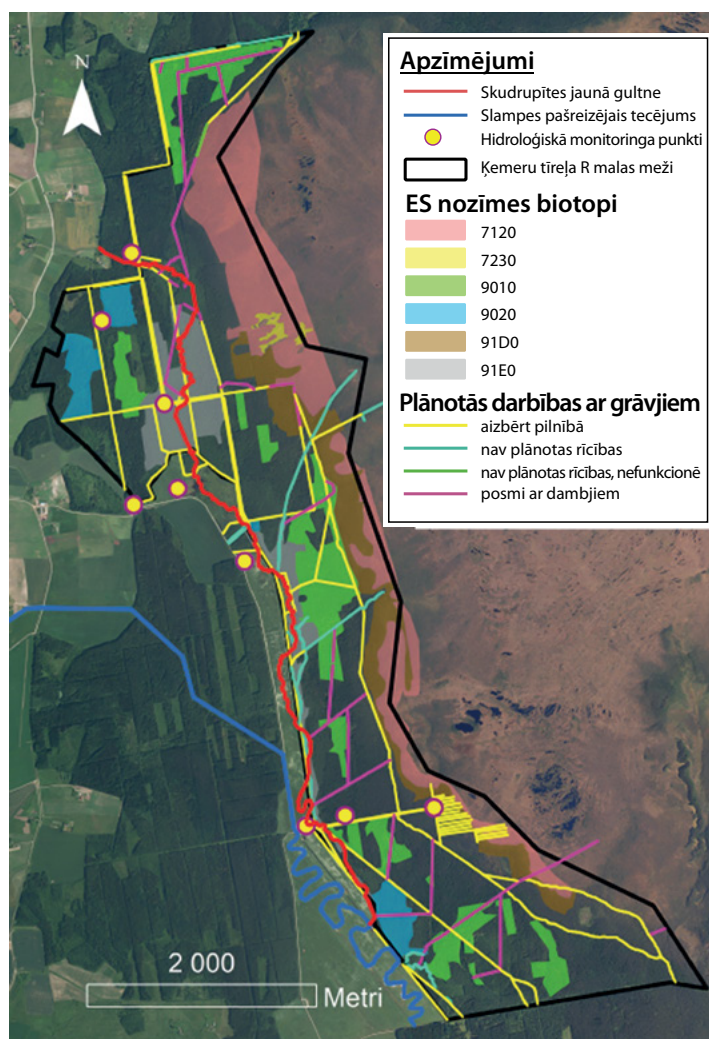 N
Apzīmējumi
Skudrupītes jaunā gultne
Slampes pašreizējais tecējums
Hidroloģiskā monitoringa punkti
Ķemeru tīreļa R malas meži
ES nozīmes biotopi
7120
7230
9010
9020
91D0
91E0
Plānotās darbības ar grāvjiem
aizbērt pilnībā
nav plānotas rīcības
nav plānotas rīcības, nefunkcionē
posmi ar dambjiem
2 000
Metri